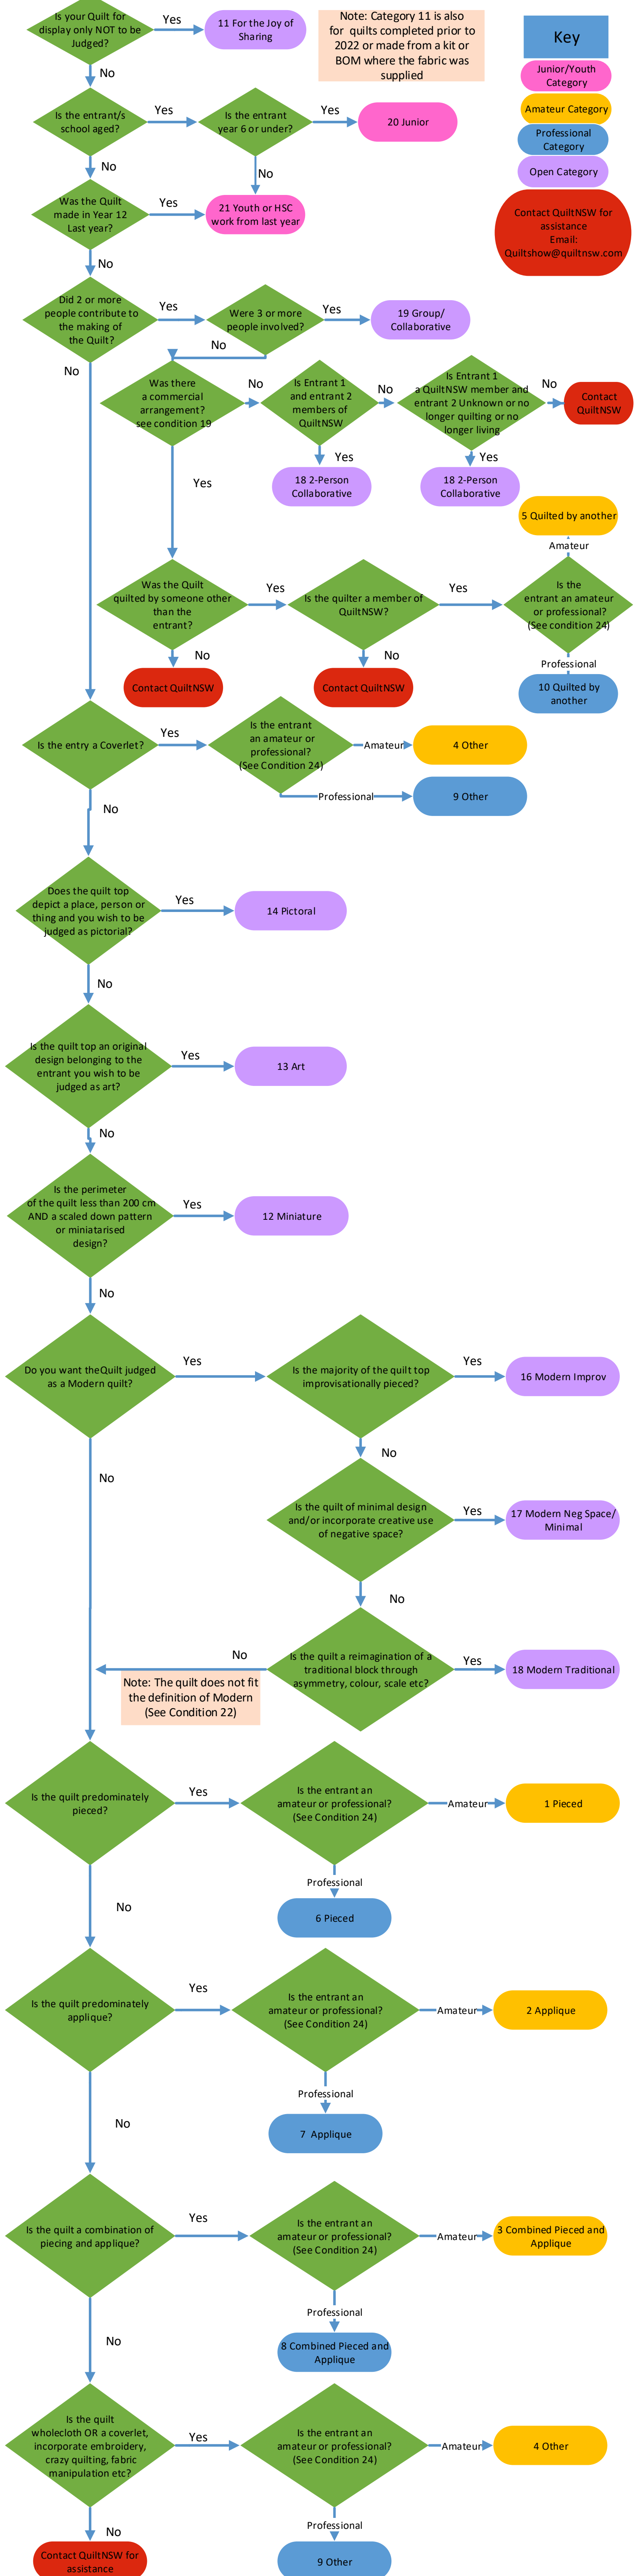 Is your Quilt for
display only NOT to be
Judged?
Yes
11 For the Joy of
Sharing
Note: Category 11 is also
for quilts completed prior to
2022 or made from a kit or
BOM where the fabric was
supplied
Key
Junior/Youth
Category
Amateur Category
Professional
Category
Open Category
Contact QuiltNSW for
assistance
Email:
Quiltshow@quiltnsw.com
No
Is the entrant/s
school aged?
Yes
Is the entrant
year 6 or under?
Yes
20 Junior
No
No
Was the Quilt
made in Year 12
Last year?
Yes
21 Youth or HSC
work from last year
No
Did 2 or more
people contribute to
the making of
the Quilt?
Yes
Were 3 or more
people involved?
Yes
19 Group/
Collaborative
No
No
Was there
a commercial
arrangement?
see condition 19
No
Is Entrant 1
and entrant 2
members of
QuiltNSW
No
Is Entrant 1
a QuiltNSW member and
entrant 2 Unknown or no
longer quilting or no
longer living
No
Contact
QuiltNSW
Yes
Yes
18 2-Person
Collaborative
Yes
18 2-Person
Collaborative
5 Quilted by another
Amateur
Was the Quilt
quilted by someone other
than the
entrant?
Yes
Is the quilter a member of
QuiltNSW?
Yes
Is the
entrant an amateur
or professional?
(See condition 24)
No
Contact QuiltNSW
No
Contact QuiltNSW
Professional
10 Quilted by
another
Is the entry a Coverlet?
Yes
Is the entrant
an amateur or
professional?
(See Condition 24)
Amateur
4 Other
Professional
9 Other
No
Does the quilt top
depict a place, person or
thing and you wish to be
judged as pictorial?
Yes
14 Pictoral
No
Is the quilt top an original
design belonging to the
entrant you wish to be
judged as art?
Yes
13 Art
No
Is the perimeter
of the quilt less than 200 cm
AND a scaled down pattern
or miniatarised
design?
Yes
12 Miniature
No
Do you want theQuilt judged
as a Modern quilt?
Yes
Is the majority of the quilt top
improvisationally pieced?
Yes
16 Modern Improv
No
No
Is the quilt of minimal design
and/or incorporate creative use
of negative space?
Yes
17 Modern Neg Space/
Minimal
No
Is the quilt a reimagination of a
traditional block through
asymmetry, colour, scale etc?
Yes
18 Modern Traditional
No
Note: The quilt does not fit
the definition of Modern
(See Condition 22)
Is the quilt predominately
pieced?
Yes
Is the entrant an
amateur or professional?
(See Condition 24)
Amateur
1 Pieced
Professional
6 Pieced
No
Is the quilt predominately
applique?
Yes
Is the entrant an
amateur or professional?
(See Condition 24)
Amateur
2 Applique
Professional
7 Applique
No
Is the quilt a combination of
piecing and applique?
Yes
Is the entrant an
amateur or professional?
(See Condition 24)
Amateur
3 Combined Pieced and
Applique
Professional
8 Combined Pieced and
Applique
No
Is the quilt
wholecloth OR a coverlet,
incorporate embroidery,
crazy quilting, fabric
manipulation etc?
Yes
Is the entrant an
amateur or professional?
(See Condition 24)
Amateur
4 Other
Professional
9 Other
No
Contact QuiltNSW for
assistance